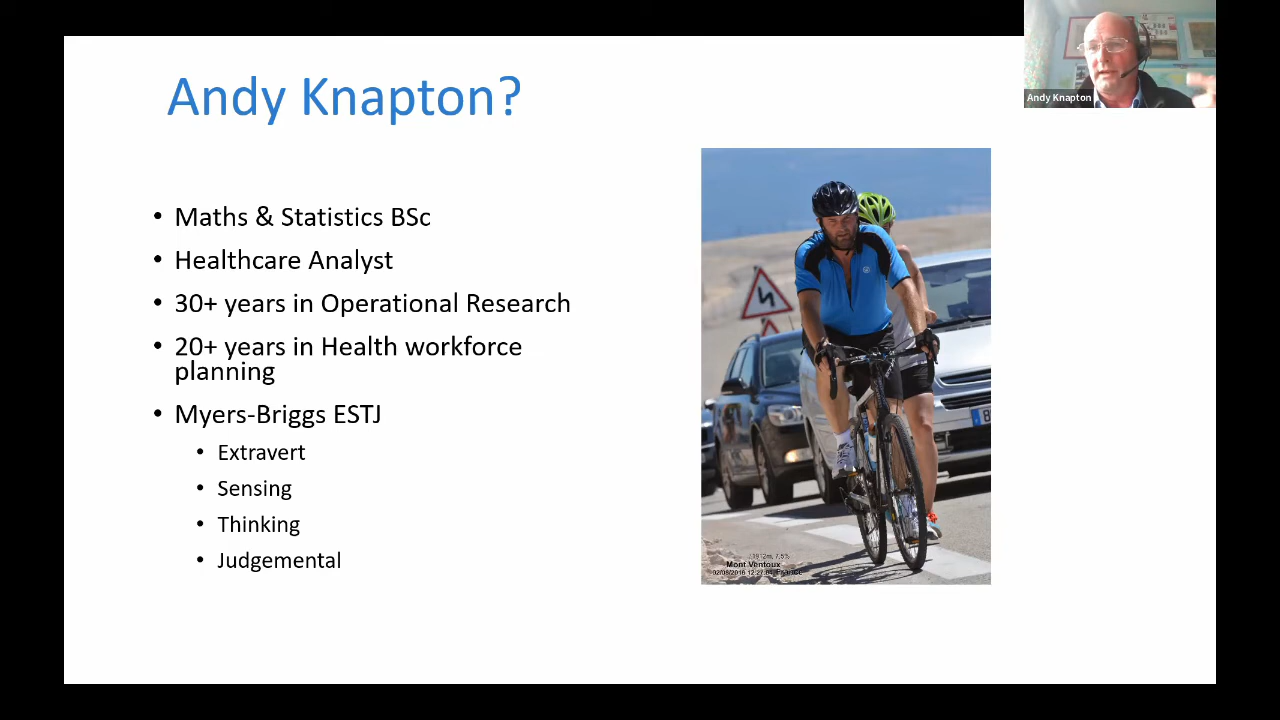 Andy Knapton?
Andy Knapton
• Maths & Statistics BSc
• Healthcare Analyst
• 30+ years in Operational Research
• 20+ years in Health workforce
planning
• Myers-Briggs ESTJ
• Extravert
• Sensing
• Thinking
• Judgemental
Mont Ventoux